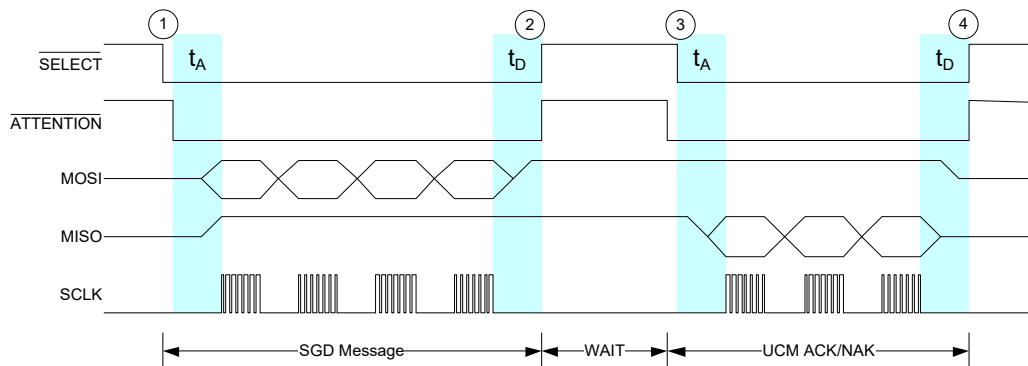 1 2 3 4
SELECT tA tD tA tD
ATTENTION
MOSI
MISO
SCLK
SGD Message WAIT UCM ACK/NAK